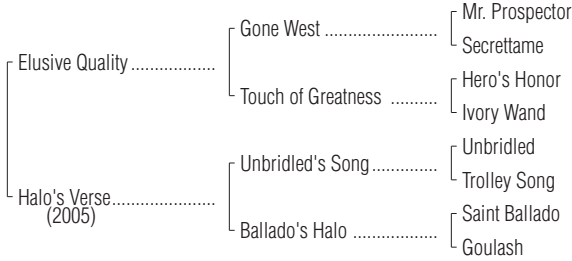 Mr. Prospector
Gone West ......................
Secrettame
Elusive Quality ..................
Hero's Honor
Touch of Greatness ..........
Ivory Wand
Unbridled
Unbridled's Song ..............
Trolley Song
Halo's Verse ......................
(2005)
Saint Ballado
Ballado's Halo ..................
Goulash